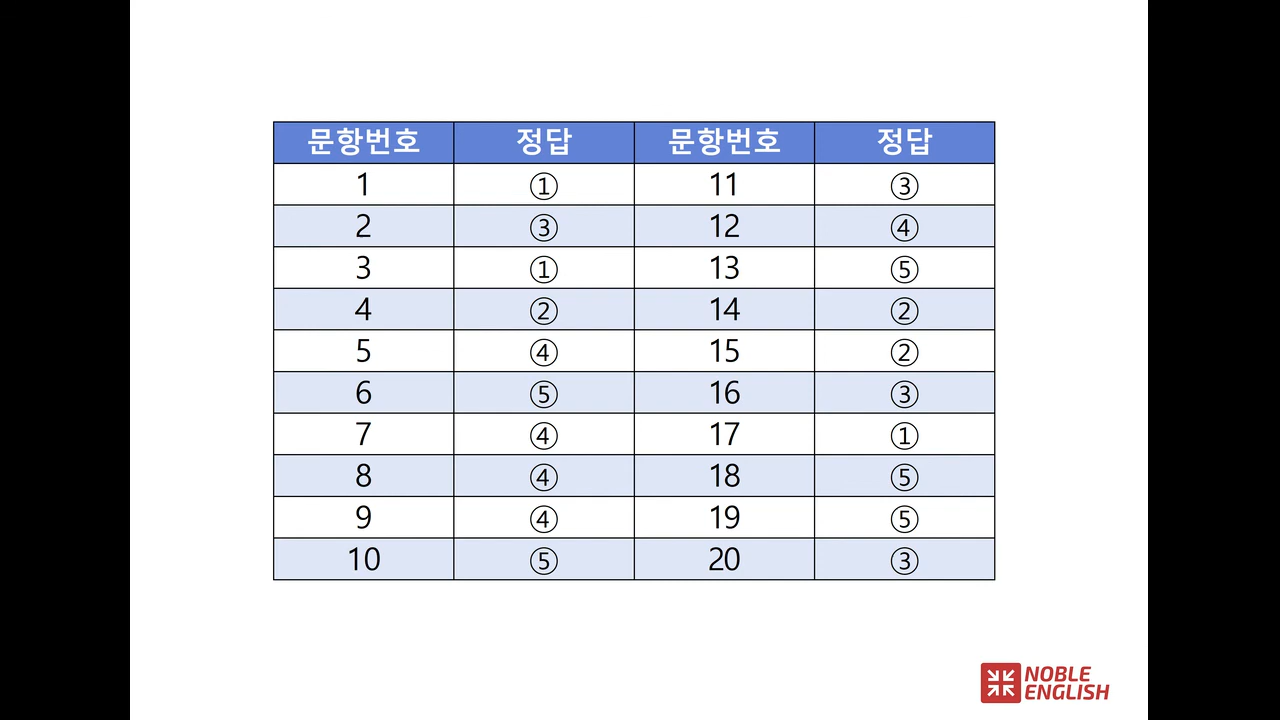 문항번호 정답 문항번호 정답
1 ① 11 ③
2 ③ 12 ④
3 ① 13 ⑤
4 ② 14 ②
5 ④ 15 ②
6 ⑤ 16 ③
7 ④ 17 ①
8 ④ 18 ⑤
9 ④ 19 ⑤
10 ⑤ 20 ③
NOBLE
ENGLISH